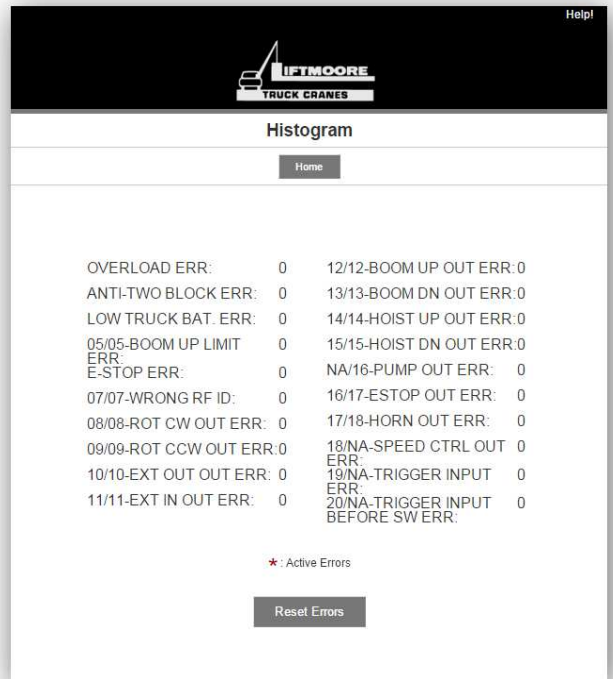 Help!
LIFTMOORE
TRUCK CRANES
Histogram
Home
OVERLOAD ERR: 0
ANTI-TWO BLOCK ERR: 0
LOW TRUCK BAT. ERR: 0
05/05-BOOM UP LIMIT 0
ERR:
E-STOP ERR: 0
07/07-WRONG RF ID: 0
08/08-ROT CW OUT ERR: 0
09/09-ROT CCW OUT ERR:0
10/10-EXT OUT OUT ERR: 0
11/11-EXT IN OUT ERR: 0
12/12-BOOM UP OUT ERR:0
13/13-BOOM DN OUT ERR:0
14/14-HOIST UP OUT ERR:0
15/15-HOIST DN OUT ERR:0
NA/16-PUMP OUT ERR: 0
16/17-ESTOP OUT ERR: 0
17/18-HORN OUT ERR: 0
18/NA-SPEED CTRL OUT 0
ERR:
19/NA-TRIGGER INPUT 0
ERR:
20/NA-TRIGGER INPUT 0
BEFORE SW ERR:
* : Active Errors
Reset Errors